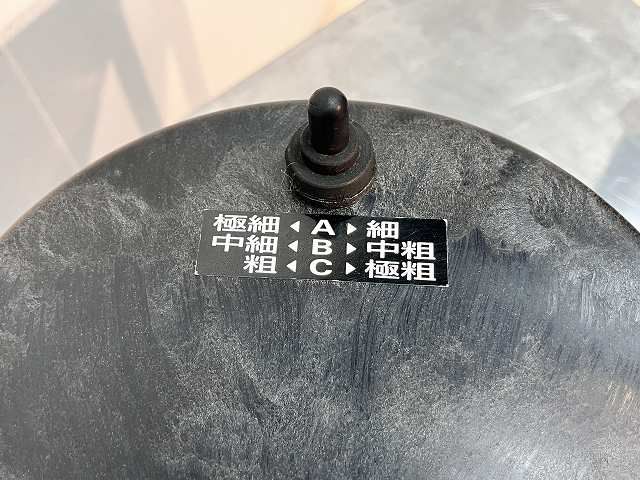 極細 ◀ A ▶ 細
中細 ◀ B ▶ 中粗
粗 ◀ C ▶ 極粗